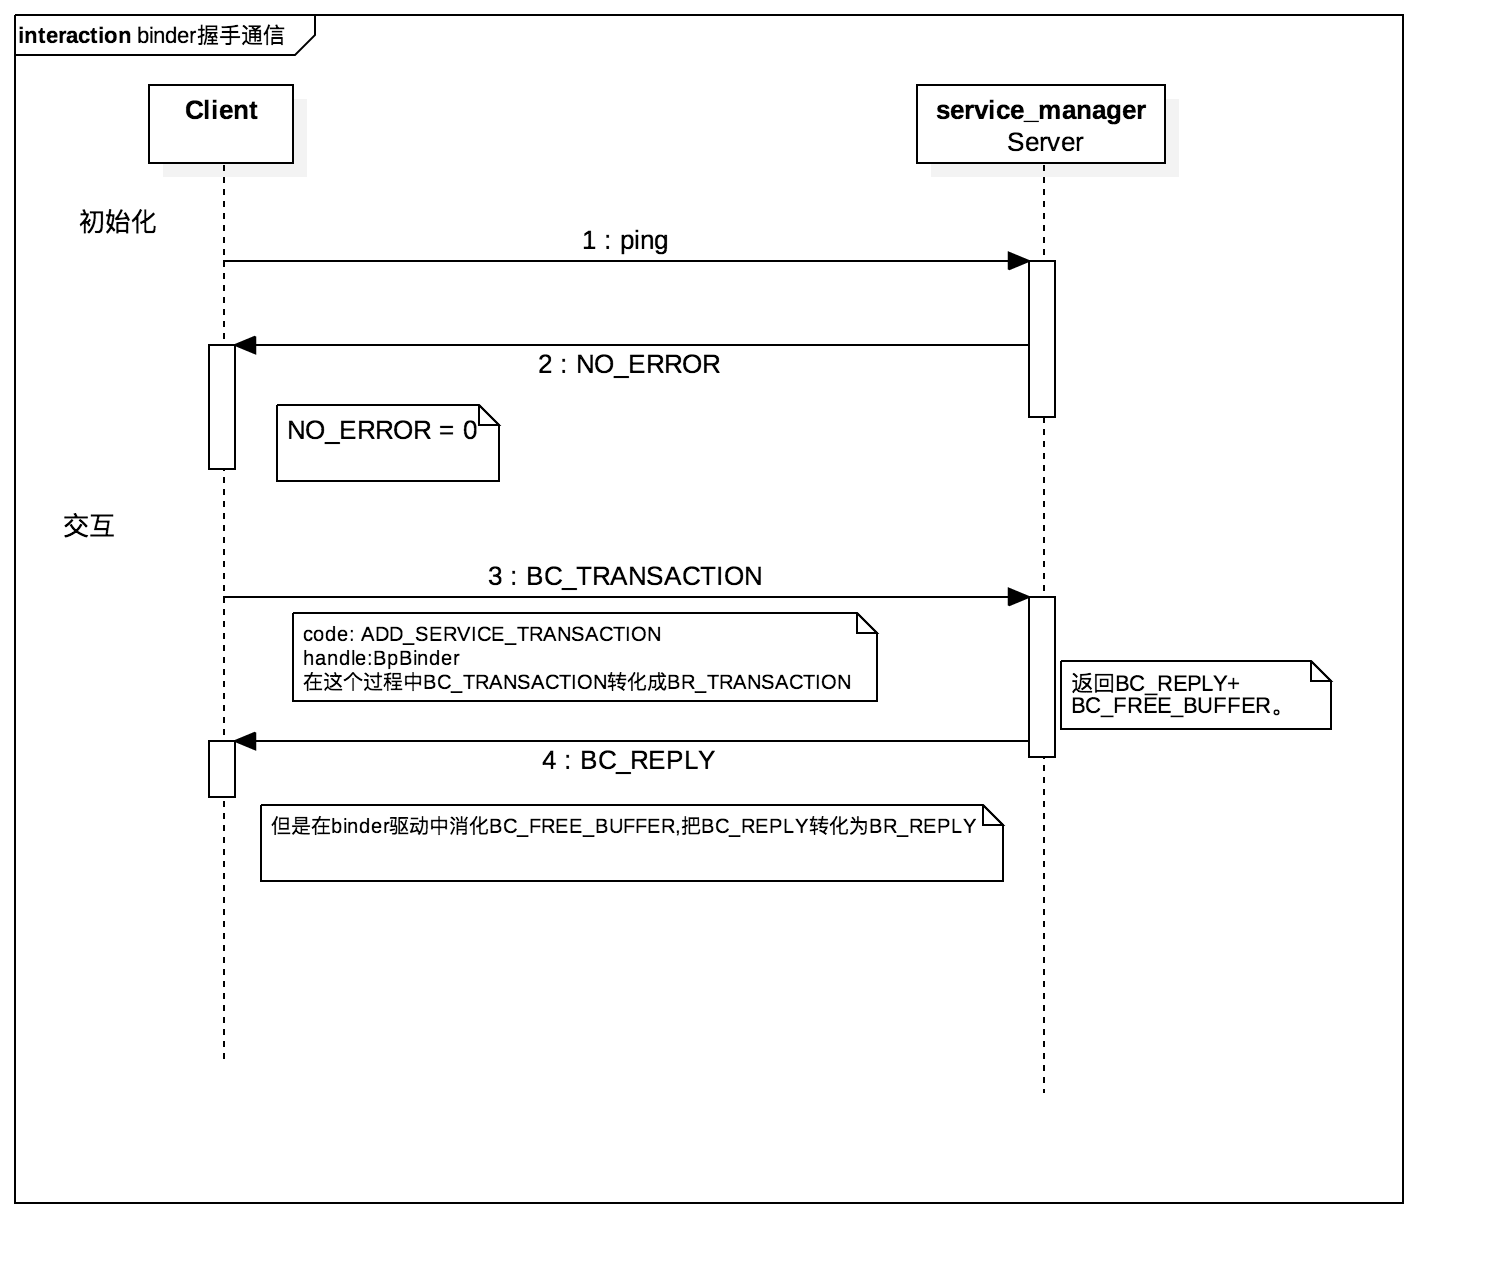 interaction binder握手通信
Client
service_manager
Server
初始化
1 : ping
2 : NO_ERROR
NO_ERROR = 0
交互
3 : BC_TRANSACTION
code: ADD_SERVICE_TRANSACTION
handle:BpBinder
在这个过程中BC_TRANSACTION转化成BR_TRANSACTION
返回BC_REPLY+
BC_FREE_BUFFER。
4 : BC_REPLY
但是在binder驱动中消化BC_FREE_BUFFER,把BC_REPLY转化为BR_REPLY